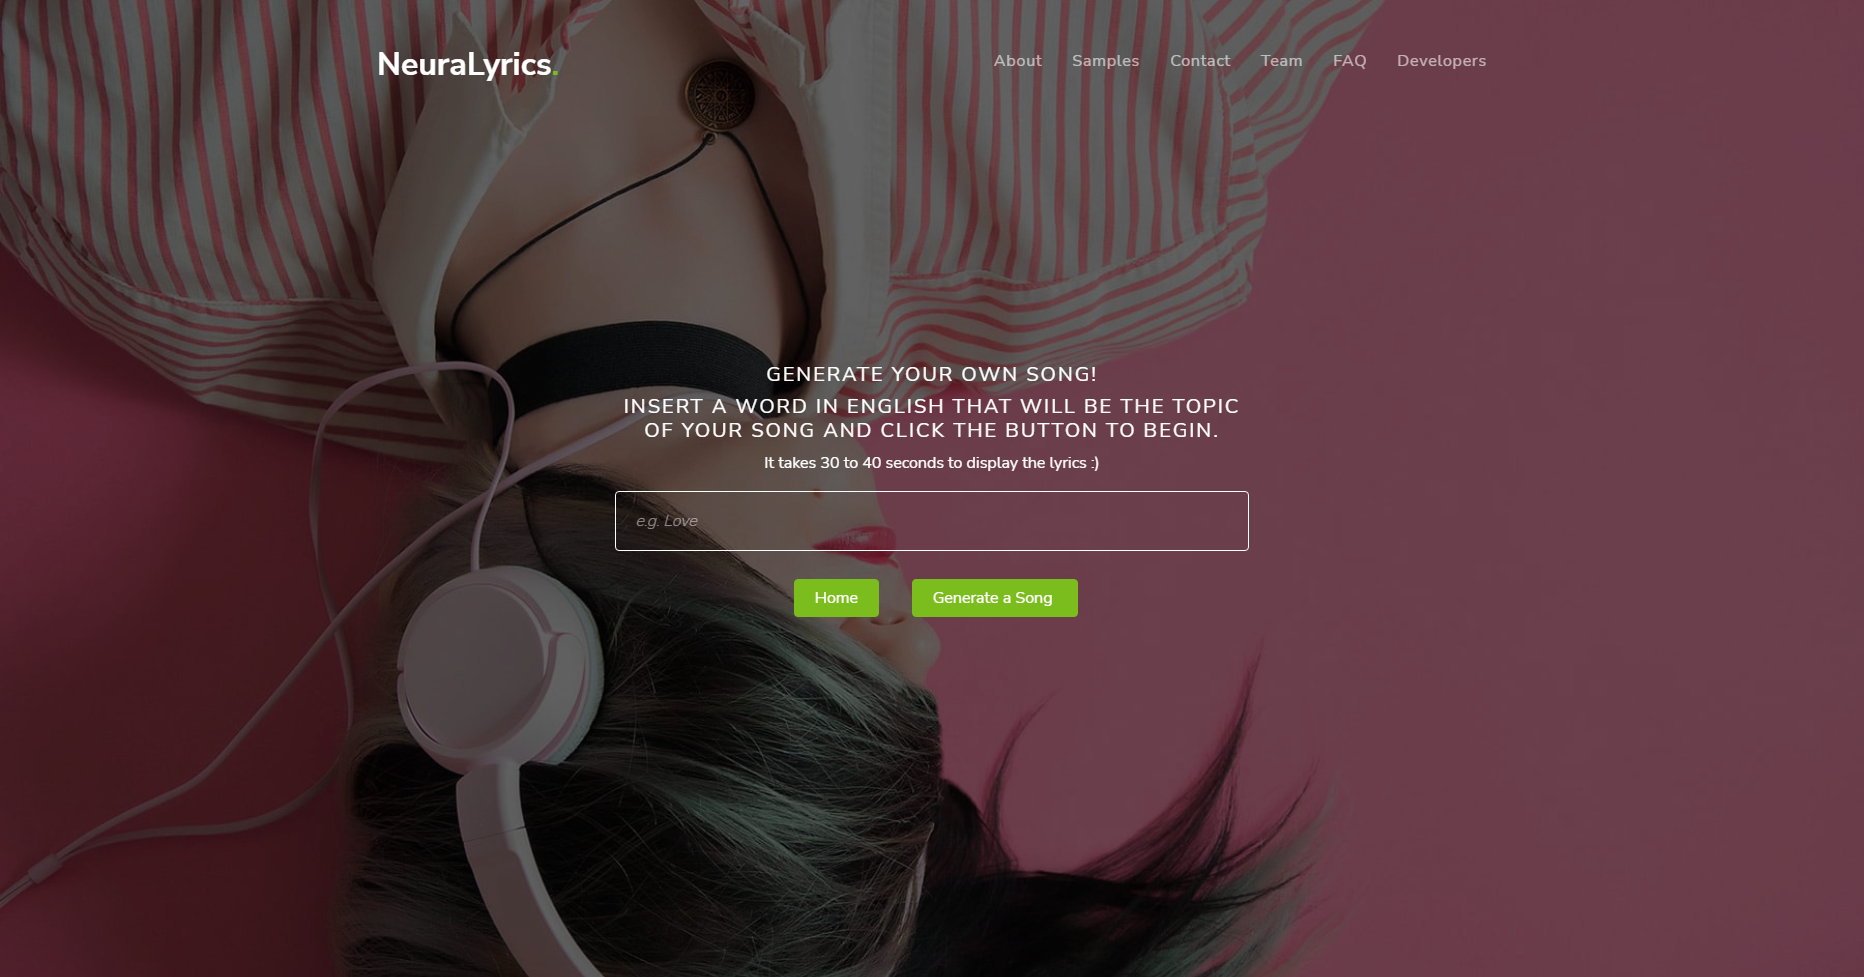 NeuraLyrics.
About Samples Contact Team FAQ Developers
GENERATE YOUR OWN SONG!
INSERT A WORD IN ENGLISH THAT WILL BE THE TOPIC
OF YOUR SONG AND CLICK THE BUTTON TO BEGIN.
It takes 30 to 40 seconds to display the lyrics :)
e.g. Love
Home Generate a Song